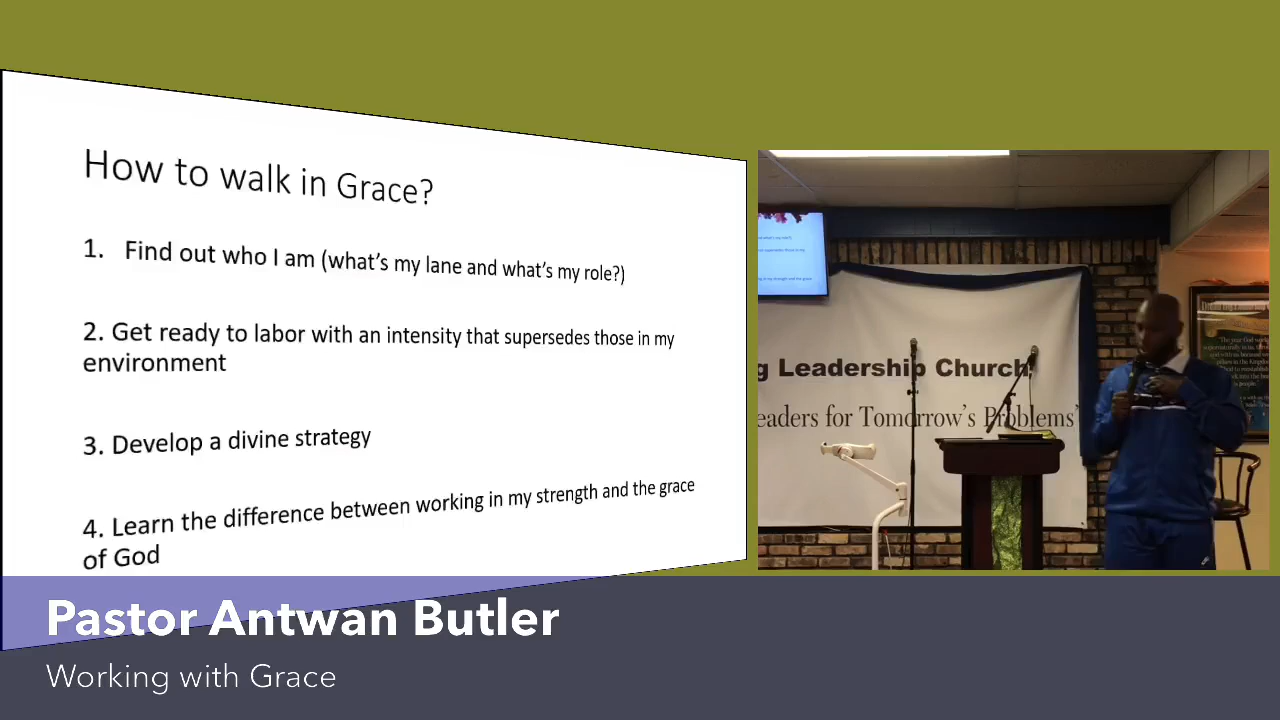 How to walk in Grace?
1. Find out who I am (what's my lane and what's my role?)
2. Get ready to labor with an intensity that supersedes those in my
environment
3. Develop a divine strategy
4. Learn the difference between working in my strength and the grace
of God
g Leadership Church
eaders for Tomorrow's Problems"
Pastor Antwan Butler
Working with Grace